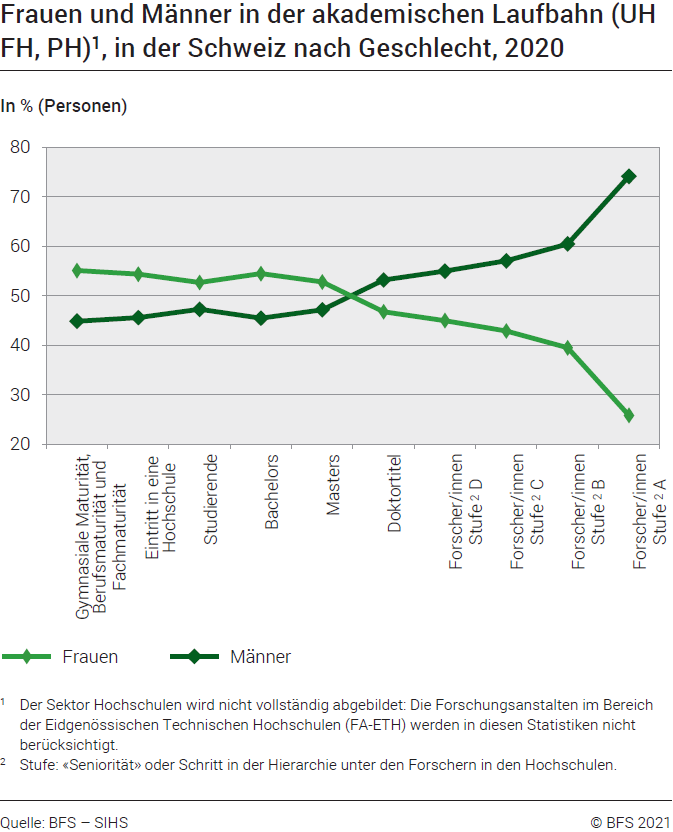 Frauen und Männer in der akademischen Laufbahn (UH
FH, PH)¹, in der Schweiz nach Geschlecht, 2020
In % (Personen)
80
70
60
50
40
30
20
Gymnasiale Maturität,
Berufsmaturität und
Fachmaturität
Eintritt in eine
Hochschule
Studierende
Bachelors
Masters
Doktortitel
Forscher/innen
Stufe ² D
Forscher/innen
Stufe ² C
Forscher/innen
Stufe ² B
Forscher/innen
Stufe ² A
Frauen
Männer
¹ Der Sektor Hochschulen wird nicht vollständig abgebildet: Die Forschungsanstalten im Bereich
der Eidgenössischen Technischen Hochschulen (FA-ETH) werden in diesen Statistiken nicht
berücksichtigt.
² Stufe: «Seniorität» oder Schritt in der Hierarchie unter den Forschern in den Hochschulen.
Quelle: BFS – SIHS
© BFS 2021